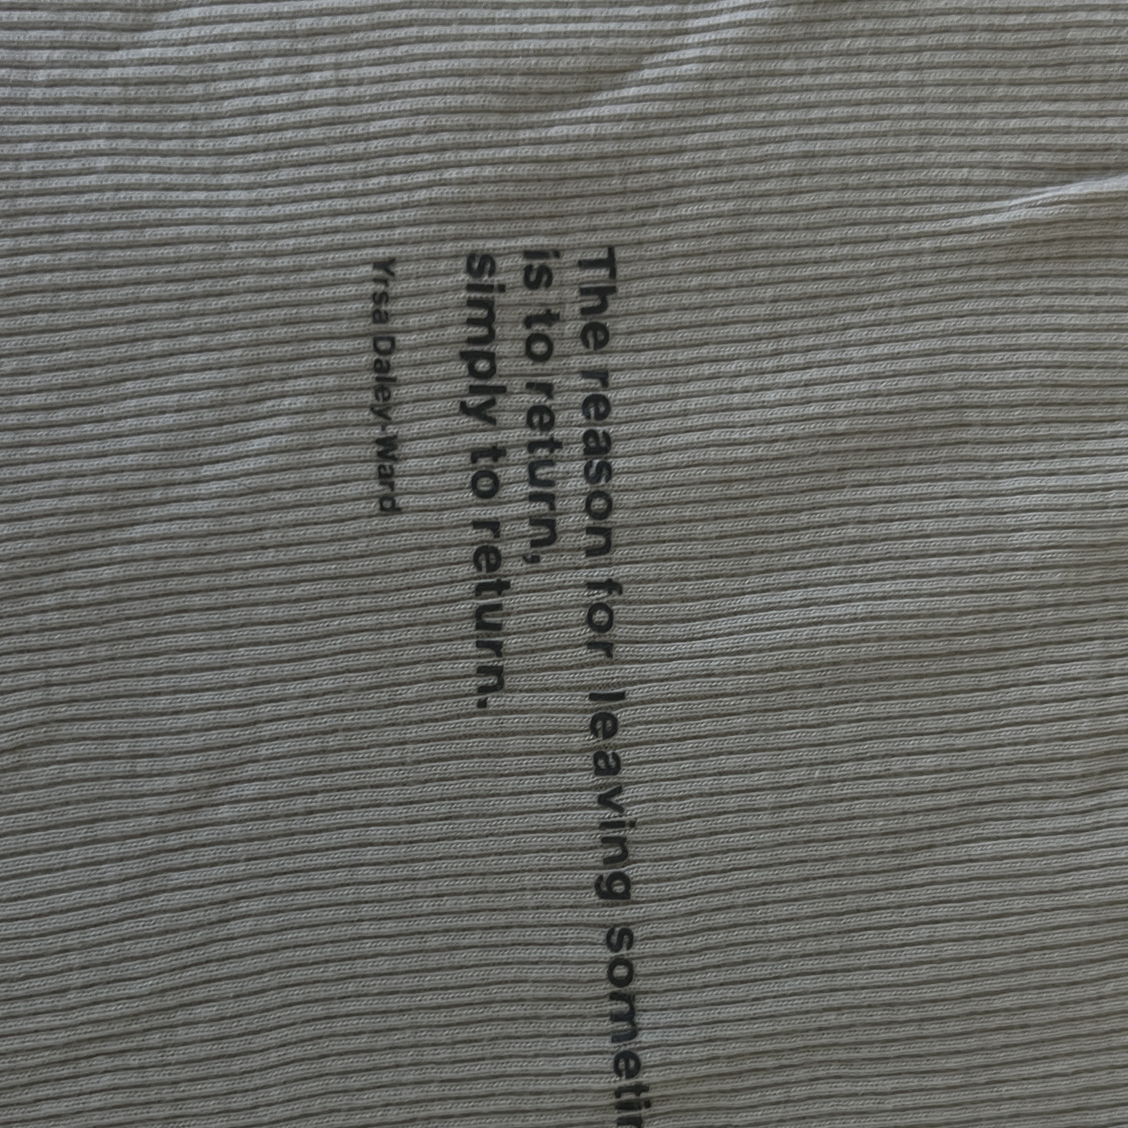 The reason for leaving
is to return,
simply to return.
Yrsa Daley-Ward